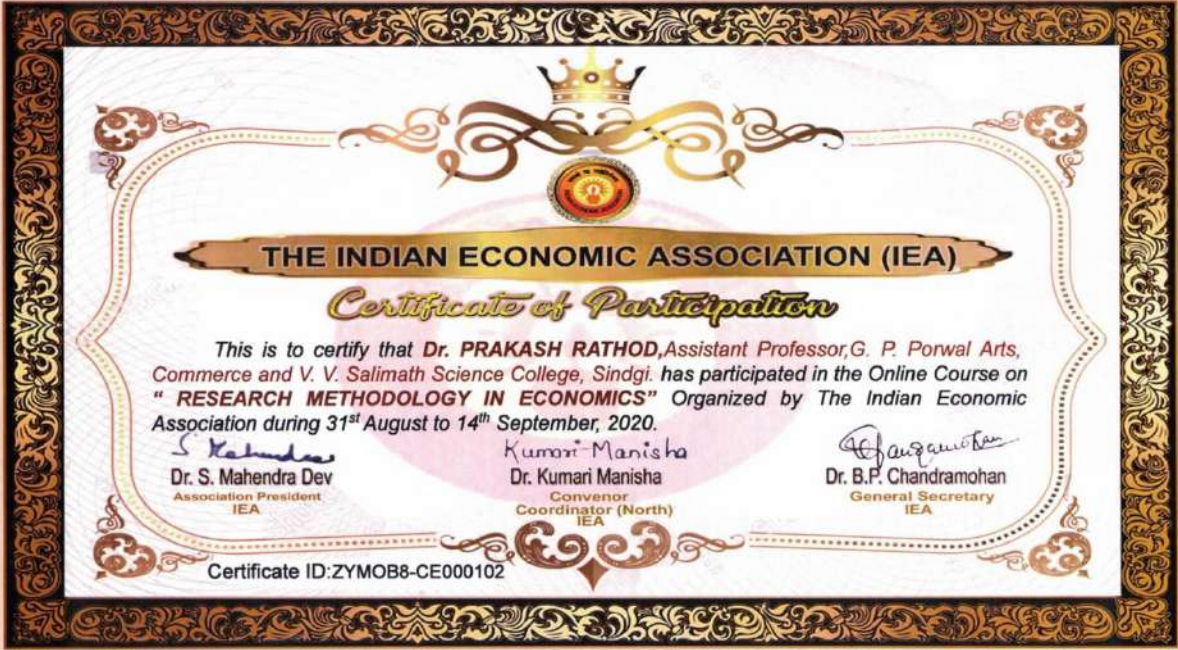 THE INDIAN ECONOMIC ASSOCIATION (IEA)
Certificate of Participation
This is to certify that Dr. PRAKASH RATHOD,Assistant Professor,G. P. Porwal Arts,
Commerce and V. V. Salimath Science College, Sindgi. has participated in the Online Course on
“ RESEARCH METHODOLOGY IN ECONOMICS” Organized by The Indian Economic
Association during 31st August to 14th September, 2020.
S Mahendra
Kumari Manisha
Dr. S. Mahendra Dev
Association President
IEA
Dr. Kumari Manisha
Convenor
Coordinator (North)
IEA
Dr. B.P. Chandramohan
General Secretary
IEA
Certificate ID:ZYMOB8-CE000102